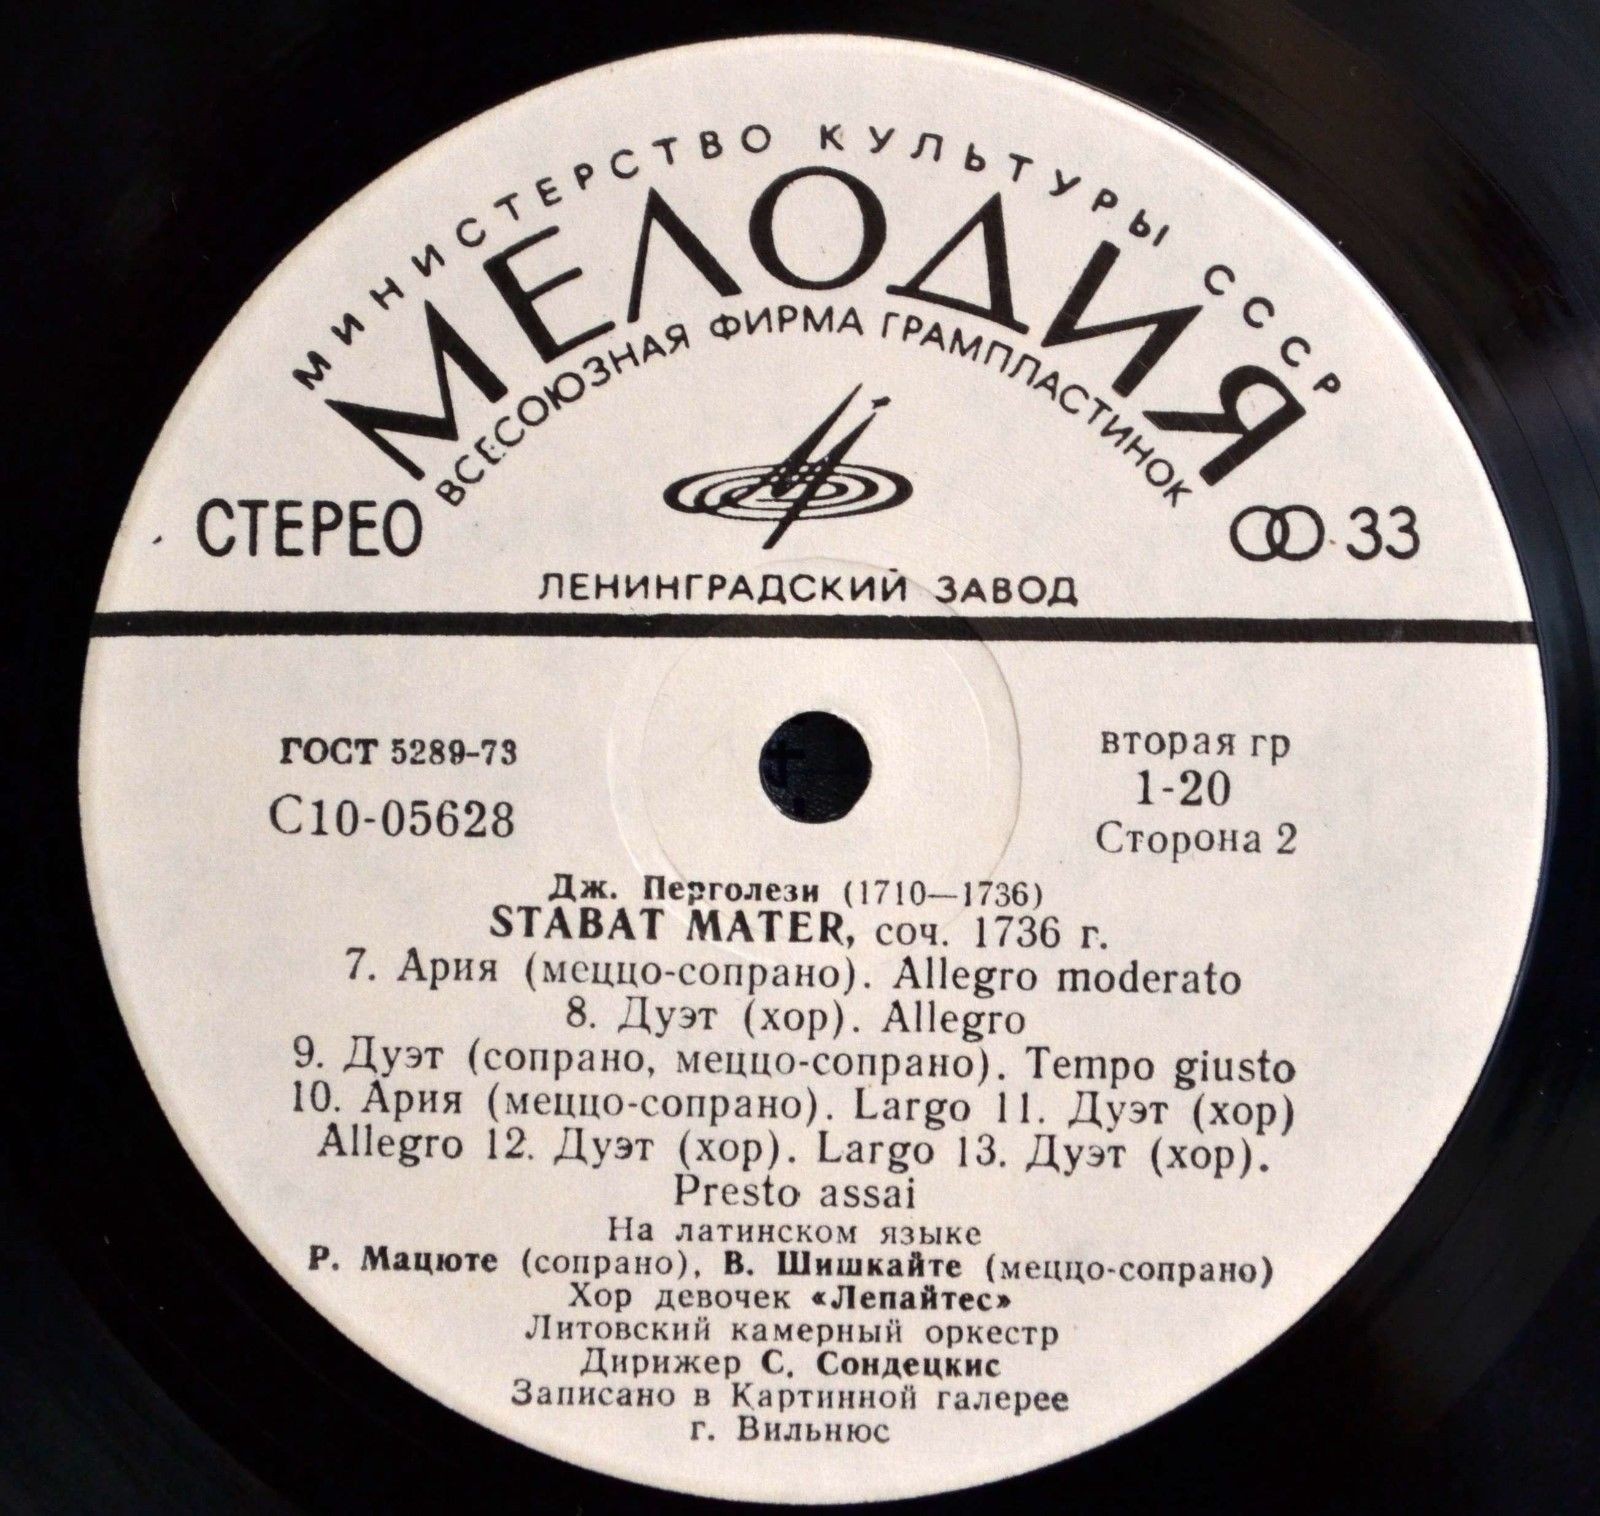 МИНИСТЕРСТВО КУЛЬТУРЫ СССР
МЕЛОДИЯ
ВСЕСОЮЗНАЯ ФИРМА ГРАМПЛАСТИНОК
СТЕРЕО
33
ЛЕНИНГРАДСКИЙ ЗАВОД
ГОСТ 5289-73
С10-05628
вторая гр
1-20
Сторона 2
Дж. Перголези (1710—1736)
STABAT MATER, соч. 1736 г.
7. Ария (меццо-сопрано). Allegro moderato
8. Дуэт (хор). Allegro
9. Дуэт (сопрано, меццо-сопрано). Tempo giusto
10. Ария (меццо-сопрано). Largo 11. Дуэт (хор)
Allegro 12. Дуэт (хор). Largo 13. Дуэт (хор).
Presto assai
На латинском языке
Р. Мацюте (сопрано), В. Шишкайте (меццо-сопрано)
Хор девочек «Лепайтес»
Литовский камерный оркестр
Дирижер С. Сондецкис
Записано в Картинной галерее
г. Вильнюс